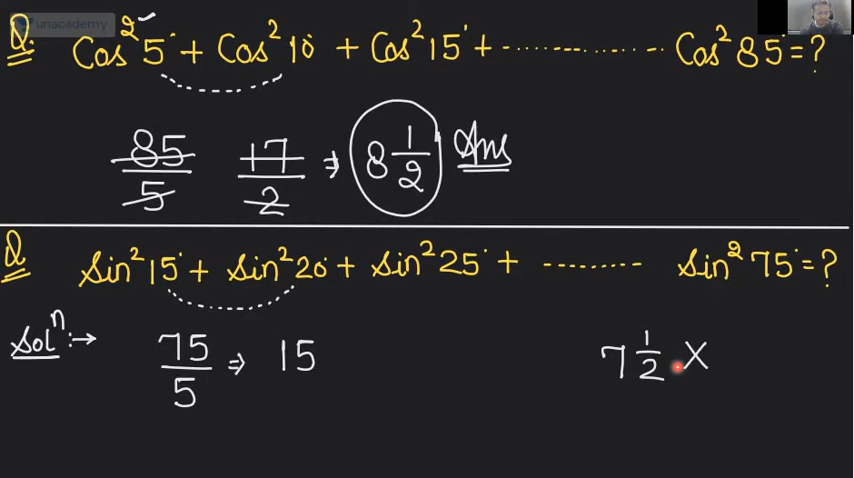 unacademy
Q. Cos²5° + Cos²10° + Cos²15° + ............... Cos²85° = ?
85/5 17/2 ⇒ 8 1/2 Ans
Q Sin²15° + Sin²20° + Sin²25° + ......... Sin²75° = ?
Solⁿ:→ 75/5 ⇒ 15 7 1/2 X